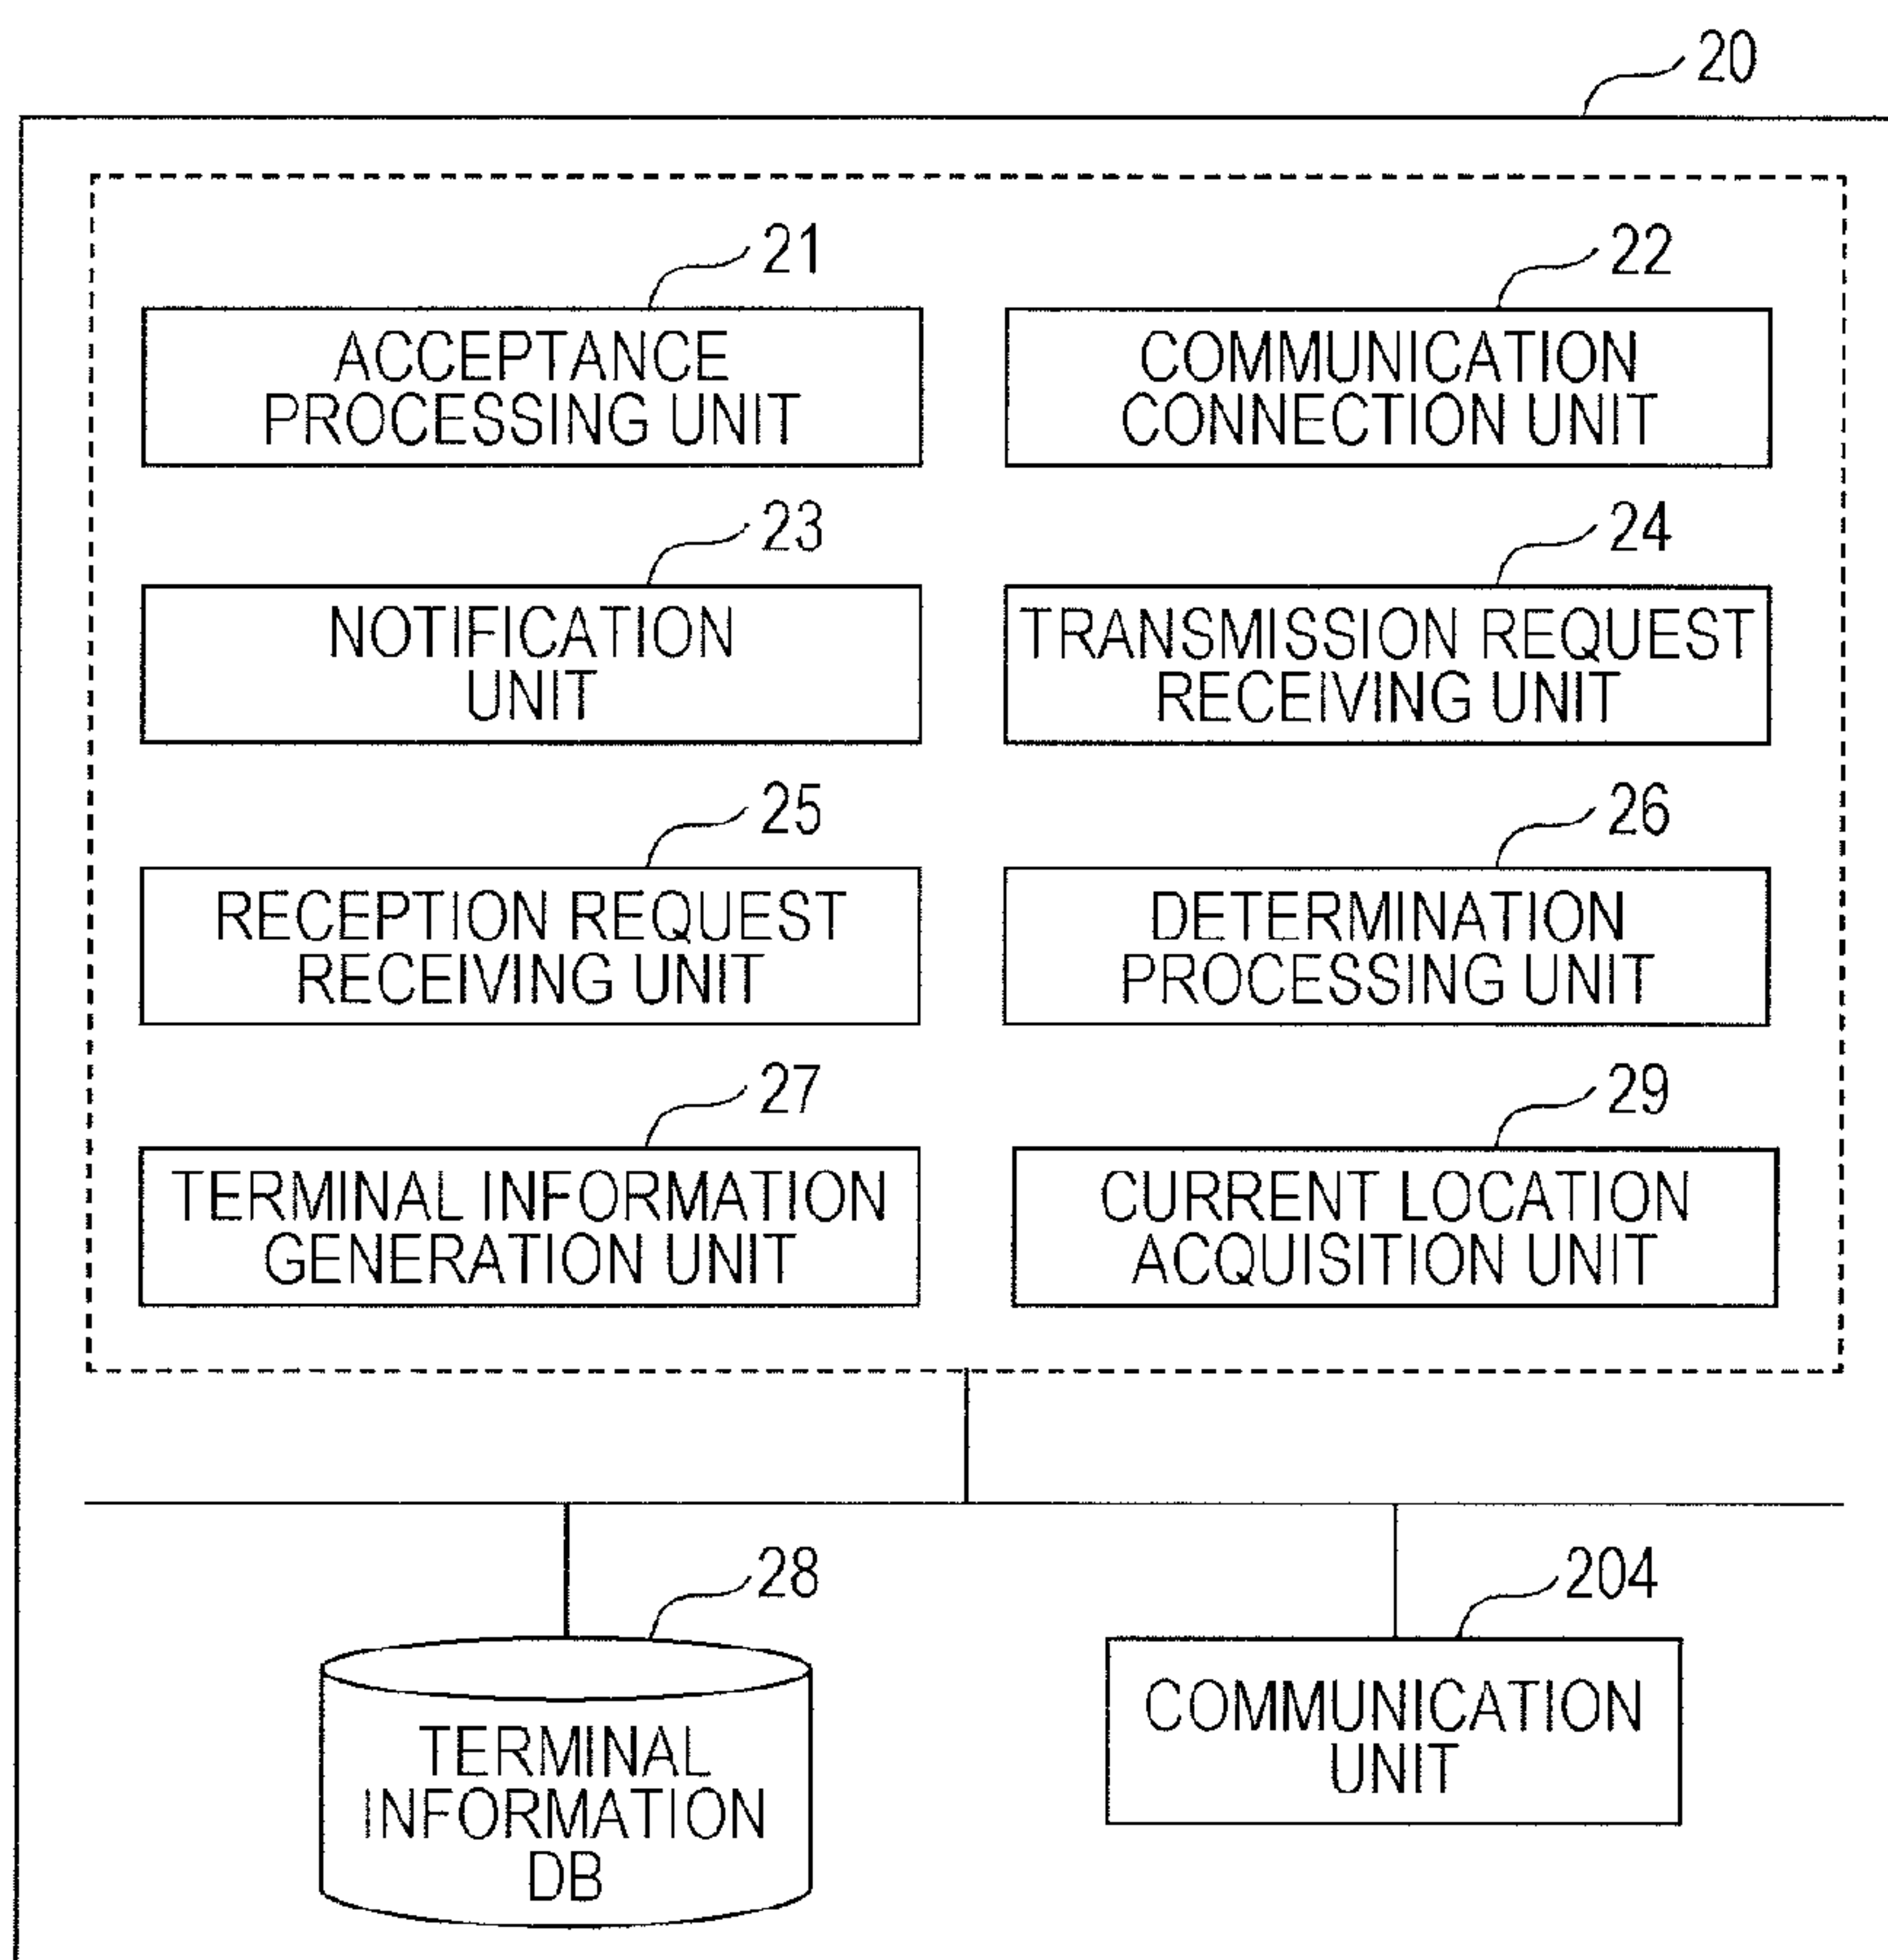 20
21
ACCEPTANCE
PROCESSING UNIT
22
COMMUNICATION
CONNECTION UNIT
23
NOTIFICATION
UNIT
24
TRANSMISSION REQUEST
RECEIVING UNIT
25
RECEPTION REQUEST
RECEIVING UNIT
26
DETERMINATION
PROCESSING UNIT
27
TERMINAL INFORMATION
GENERATION UNIT
29
CURRENT LOCATION
ACQUISITION UNIT
28
TERMINAL
INFORMATION
DB
204
COMMUNICATION
UNIT